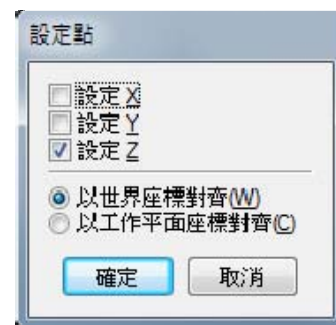 設定點
設定 X
設定 Y
設定 Z
以世界座標對齊(W)
以工作平面座標對齊(C)
確定
取消